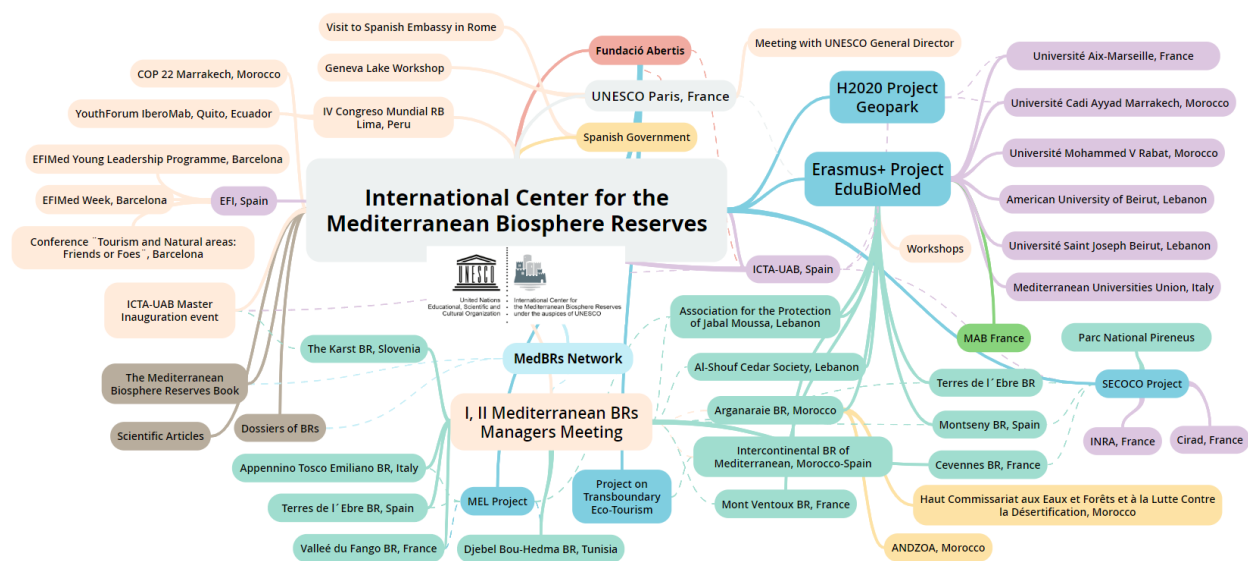 Visit to Spanish Embassy in Rome
Fundació Abertis
Meeting with UNESCO General Director
Université Aix-Marseille, France
COP 22 Marrakech, Morocco
Geneva Lake Workshop
UNESCO Paris, France
H2020 Project
Geopark
Université Cadi Ayyad Marrakech, Morocco
YouthForum IberoMab, Quito, Ecuador
IV Congreso Mundial RB
Lima, Peru
Spanish Government
Université Mohammed V Rabat, Morocco
EFIMed Young Leadership Programme, Barcelona
Erasmus+ Project
EduBioMed
EFIMed Week, Barcelona
EFI, Spain
International Center for the
Mediterranean Biosphere Reserves
American University of Beirut, Lebanon
Conference ¨Tourism and Natural areas:
Friends or Foes¨, Barcelona
Workshops
Université Saint Joseph Beirut, Lebanon
ICTA-UAB, Spain
Mediterranean Universities Union, Italy
UNESCO
United Nations
Educational, Scientific and
Cultural Organization
International Center for
the Mediterranean Biosphere Reserves
under the auspices of UNESCO
ICTA-UAB Master
Inauguration event
Association for the Protection
of Jabal Moussa, Lebanon
MAB France
Parc National Pireneus
The Karst BR, Slovenia
MedBRs Network
Al-Shouf Cedar Society, Lebanon
The Mediterranean
Biosphere Reserves Book
Terres de l´Ebre BR
SECOCO Project
Arganaraie BR, Morocco
I, II Mediterranean BRs
Managers Meeting
Scientific Articles
Dossiers of BRs
Montseny BR, Spain
INRA, France
Cirad, France
Intercontinental BR of
Mediterranean, Morocco-Spain
Cevennes BR, France
Appennino Tosco Emiliano BR, Italy
MEL Project
Project on
Transboundary
Eco-Tourism
Mont Ventoux BR, France
Haut Commissariat aux Eaux et Forêts et à la Lutte Contre
la Désertification, Morocco
Terres de l´Ebre BR, Spain
Valleé du Fango BR, France
Djebel Bou-Hedma BR, Tunisia
ANDZOA, Morocco